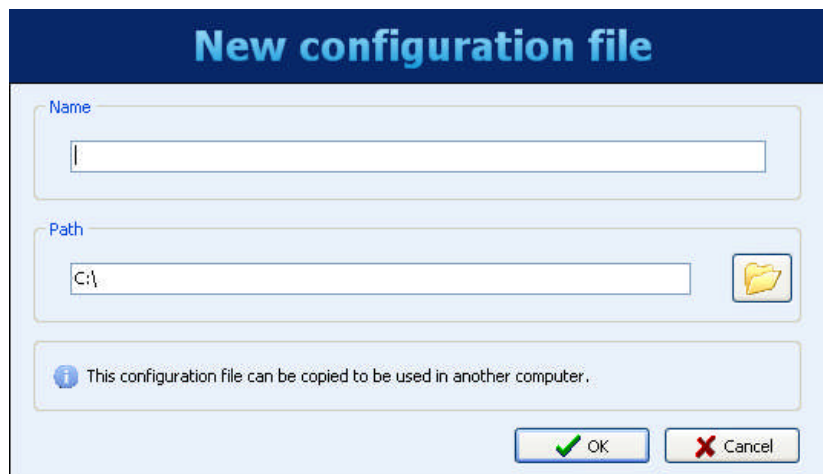 New configuration file
Name
Path
C:\
This configuration file can be copied to be used in another computer.
OK
Cancel